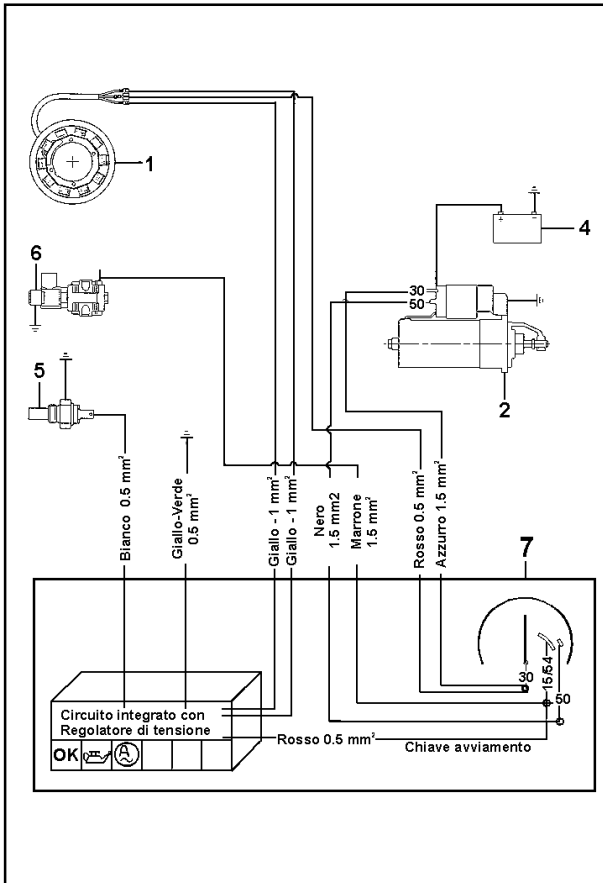 1
6
4
30
50
5
2
Bianco 0.5 mm²
Giallo-Verde
0.5 mm²
Giallo - 1 mm²
Giallo - 1 mm²
Nero
1.5 mm2
Marrone
1.5 mm²
Rosso 0.5 mm²
Azzurro 1.5 mm²
7
30
15/54
50
Circuito integrato con
Regolatore di tensione
Rosso 0.5 mm²
Chiave avviamento
OK
A
+
-